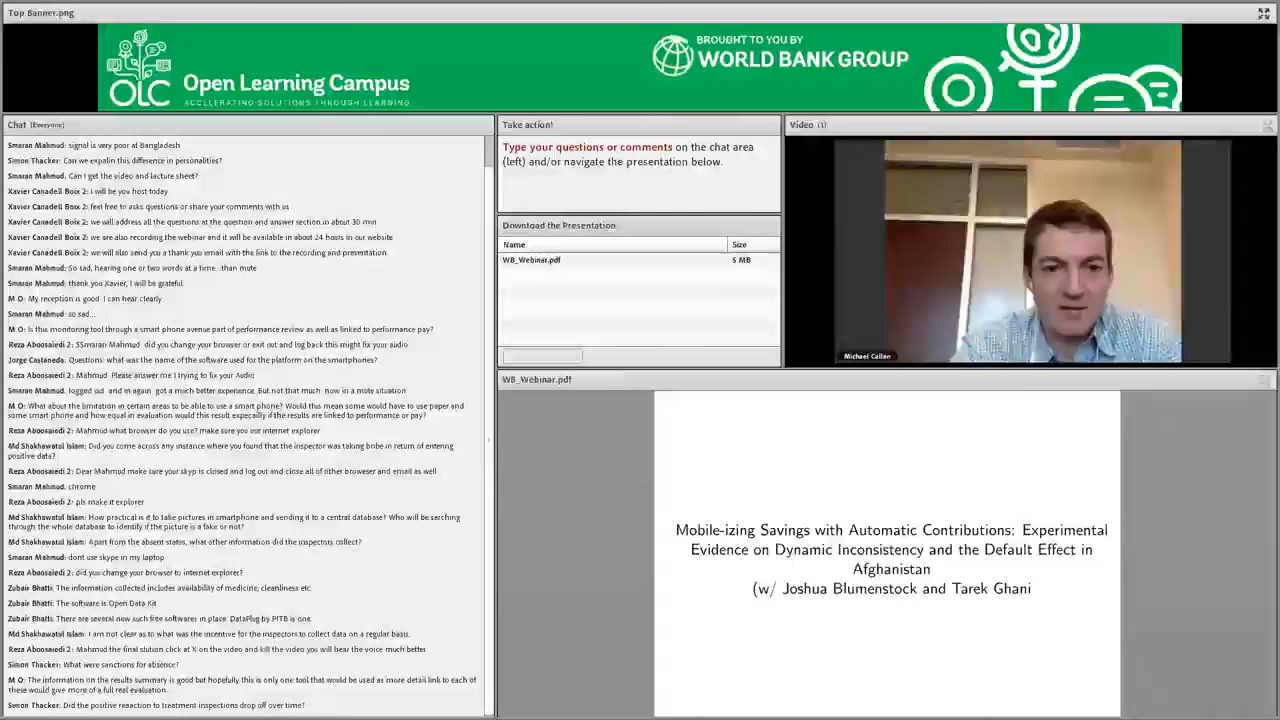 Top Banner.png
OLC
Open Learning Campus
ACCELERATING SOLUTIONS THROUGH LEARNING
BROUGHT TO YOU BY
WORLD BANK GROUP
Chat (Everyone)
Smaran Mahmud: signal is very poor at Bangladesh
Simon Thacker: Can we expalin this difference in personalities?
Smaran Mahmud: Can I get the video and lacture sheet?
Xavier Canadell Boix 2: I will be you host today
Xavier Canadell Boix 2: feel free to asks questions or share your comments with us
Xavier Canadell Boix 2: we will address all the questions at the question and answer section in about 30 min
Xavier Canadell Boix 2: we are also recording the webinar and it will be available in about 24 hours in our website
Xavier Canadell Boix 2: we will also send you a thank you email with the link to the recording and presentation
Smaran Mahmud: So sad, hearing one or two words at a time...than mute
Smaran Mahmud: thank you Xavier, I will be grateful.
M O: My reception is good I can hear clearly
Smaran Mahmud: so sad...
M O: Is this monitoring tool through a smart phone avenue part of performance review as well as linked to performance pay?
Reza Aboosaiedi 2: SSmaran Mahmud did you change your browser or exit out and log back this might fix your audio
Jorge Castaneda: Questions: what was the name of the software used for the platform on the smartphones?
Reza Aboosaiedi 2: Mahmud Please answer me I trying to fix your Audio
Smaran Mahmud: logged out and in again got a much better experience. But not that much now in a mute situation
M O: What about the limitation in certain areas to be able to use a smart phone? Would this mean some would have to use paper and
some smart phone and how equal in evaluation would this result expecailly if the results are linked to performance or pay?
Reza Aboosaiedi 2: Mahmud what browser do you use? make sure you use internet explorer
Md Shakhawatul Islam: Did you come across any instance where you found that the inspector was taking bribe in return of entering
positive data?
Reza Aboosaiedi 2: Dear Mahmud make sure your skyp is closed and log out and close all of other broweser and email as well
Smaran Mahmud: chrome
Reza Aboosaiedi 2: pls make it explorer
Md Shakhawatul Islam: How practical is it to take pictures in smartphone and sending it to a central database? Who will be serching
through the whole database to identify if the picture is a fake or not?
Md Shakhawatul Islam: Apart from the absent states, what other information did the inspectors collect?
Smaran Mahmud: dont use skype in my laptop
Reza Aboosaiedi 2: did you change your browser to internet explorer?
Zubair Bhatti: The information collected includes availability of medicine, cleanliness etc.
Zubair Bhatti: The software is Open Data Kit
Zubair Bhatti: There are several now such free softwares in place. DataPlug by PITB is one.
Md Shakhawatul Islam: I am not clear as to what was the incentive for the inspectors to collect data on a regular basis.
Reza Aboosaiedi 2: Mahmud the final slution click at X on the video and kill the video you will hear the voice much better
Simon Thacker: What were sanctions for absence?
M O: The information on the results summary is good but hopefully this is only one tool that would be used as more detail link to each of
these would give more of a full real evaluation.
Simon Thacker: Did the positive reaaction to treatment inspections drop off over time?
Take action!
Type your questions or comments on the chat area
(left) and/or navigate the presentation below.
Download the Presentation
Name Size
WB_Webinar.pdf 5 MB
Video (1)
Michael Callen
WB_Webinar.pdf
Mobile-izing Savings with Automatic Contributions: Experimental
Evidence on Dynamic Inconsistency and the Default Effect in
Afghanistan
(w/ Joshua Blumenstock and Tarek Ghani